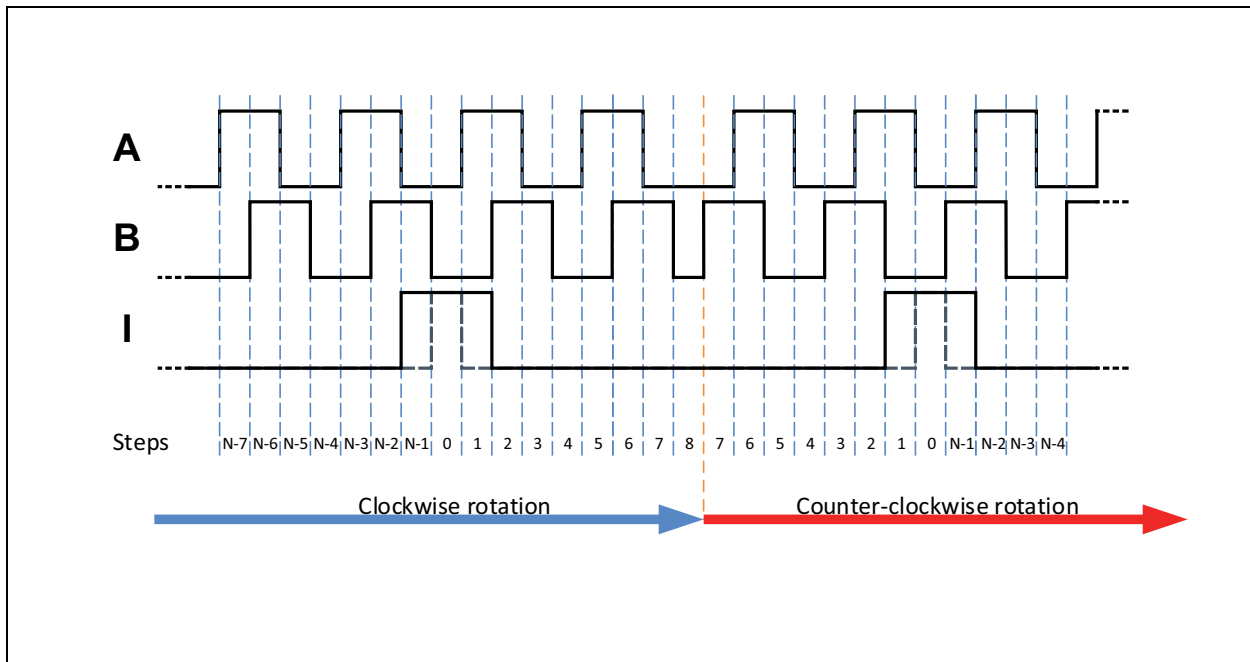 A
B
I
Steps N-7 N-6 N-5 N-4 N-3 N-2 N-1 0 1 2 3 4 5 6 7 8 7 6 5 4 3 2 1 0 N-1 N-2 N-3 N-4
Clockwise rotation Counter-clockwise rotation